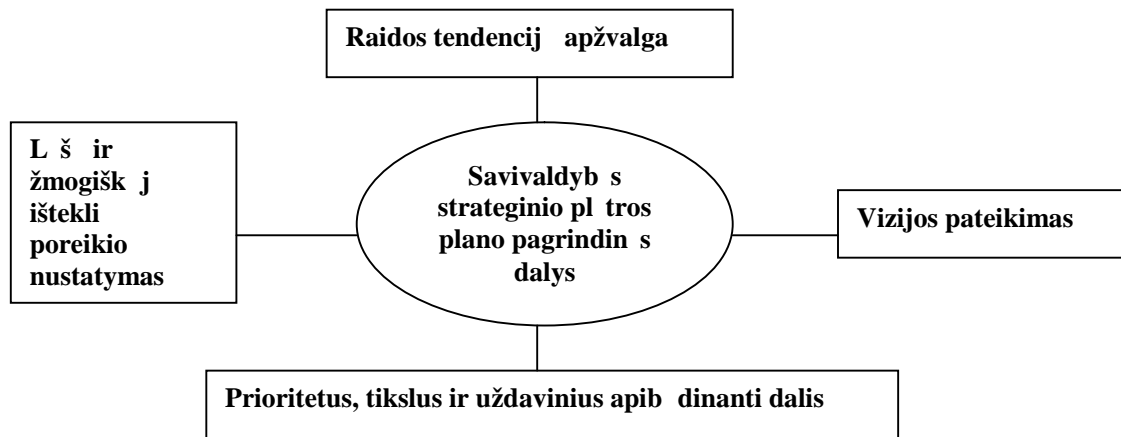 Raidos tendencij apžvalga
L š ir
žmogišk j
ištekli
poreikio
nustatymas
Savivaldyb s
strateginio pl tros
plano pagrindin s
dalys
Vizijos pateikimas
Prioritetus, tikslus ir uždavinius apib dinanti dalis